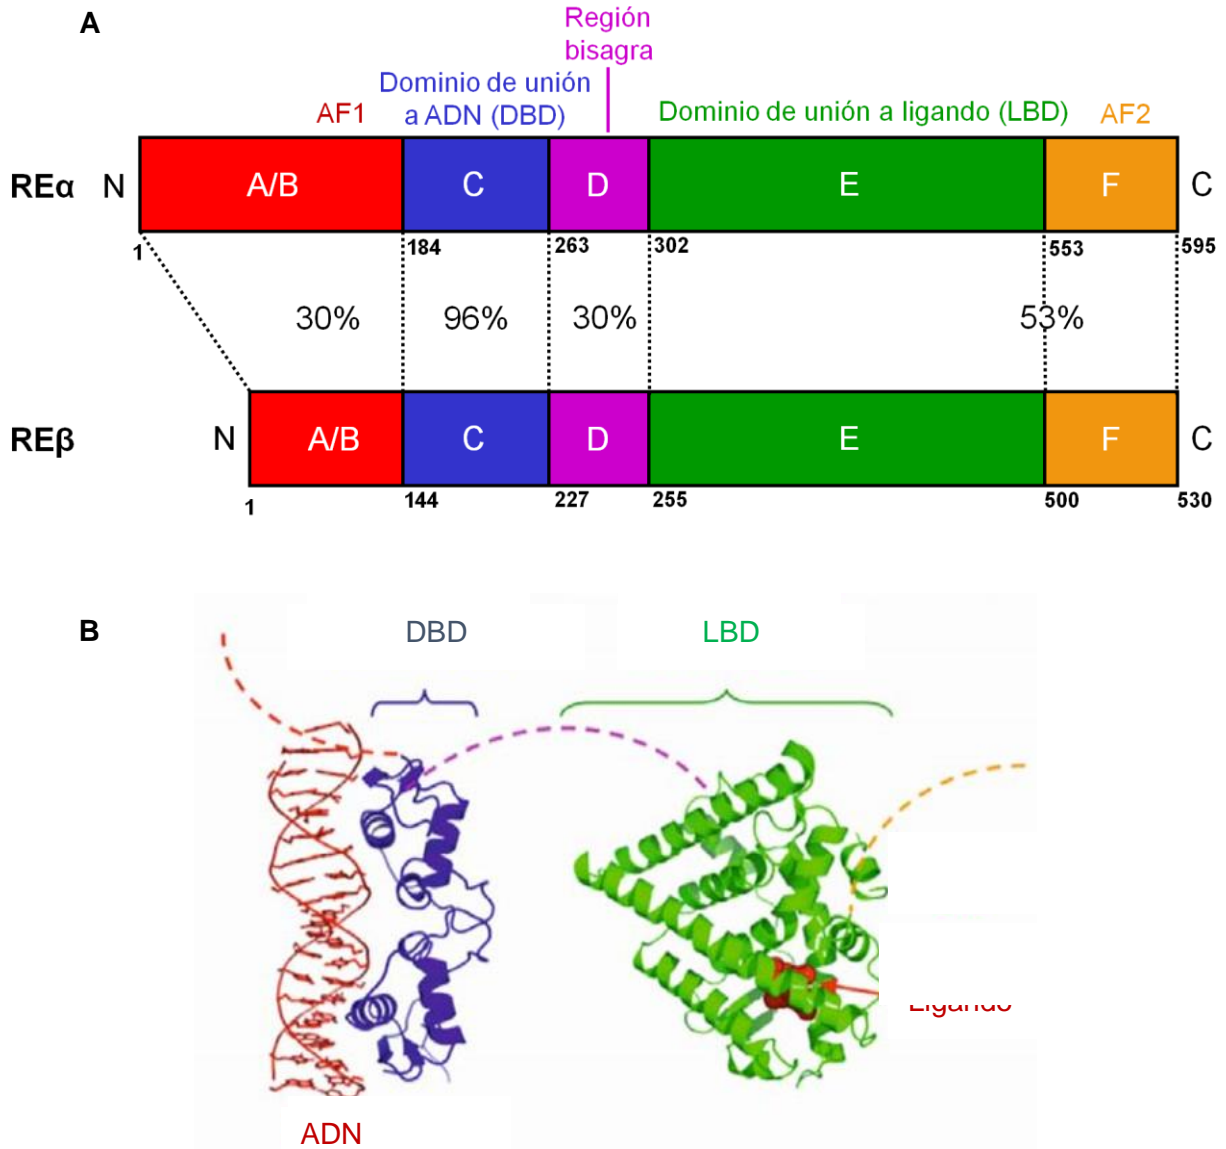 A
Región
bisagra
Dominio de unión
a ADN (DBD)
AF1
Dominio de unión a ligando (LBD)
AF2
REα N A/B C D E F C
1 184 263 302 553 595
30% 96% 30% 53%
REβ N A/B C D E F C
1 144 227 255 500 530
B
DBD LBD
Ligando
ADN